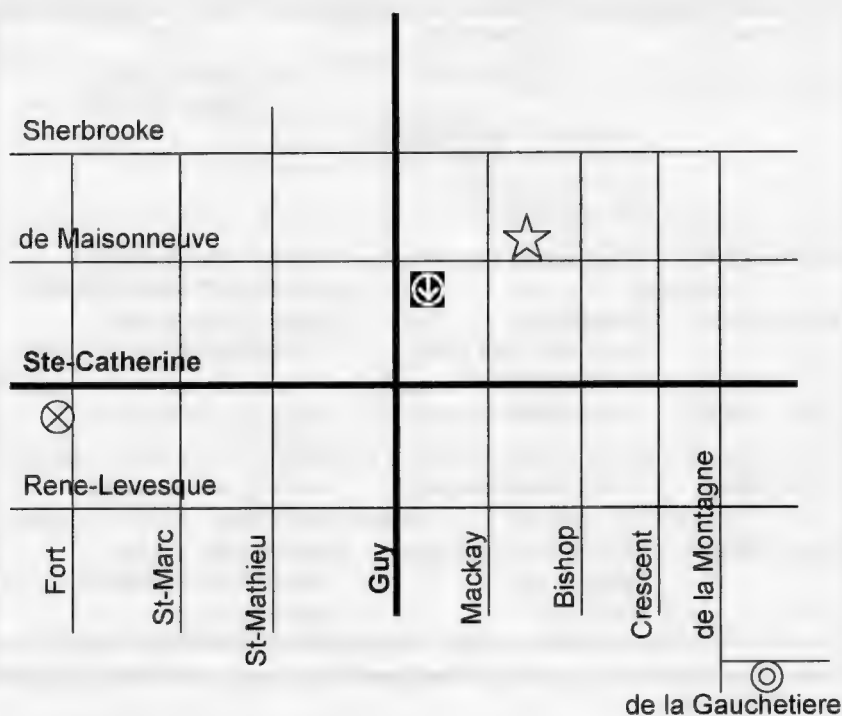 Sherbrooke
de Maisonneuve
Ste-Catherine
Rene-Levesque
Fort
St-Marc
St-Mathieu
Guy
Mackay
Bishop
Crescent
de la Montagne
de la Gauchetiere